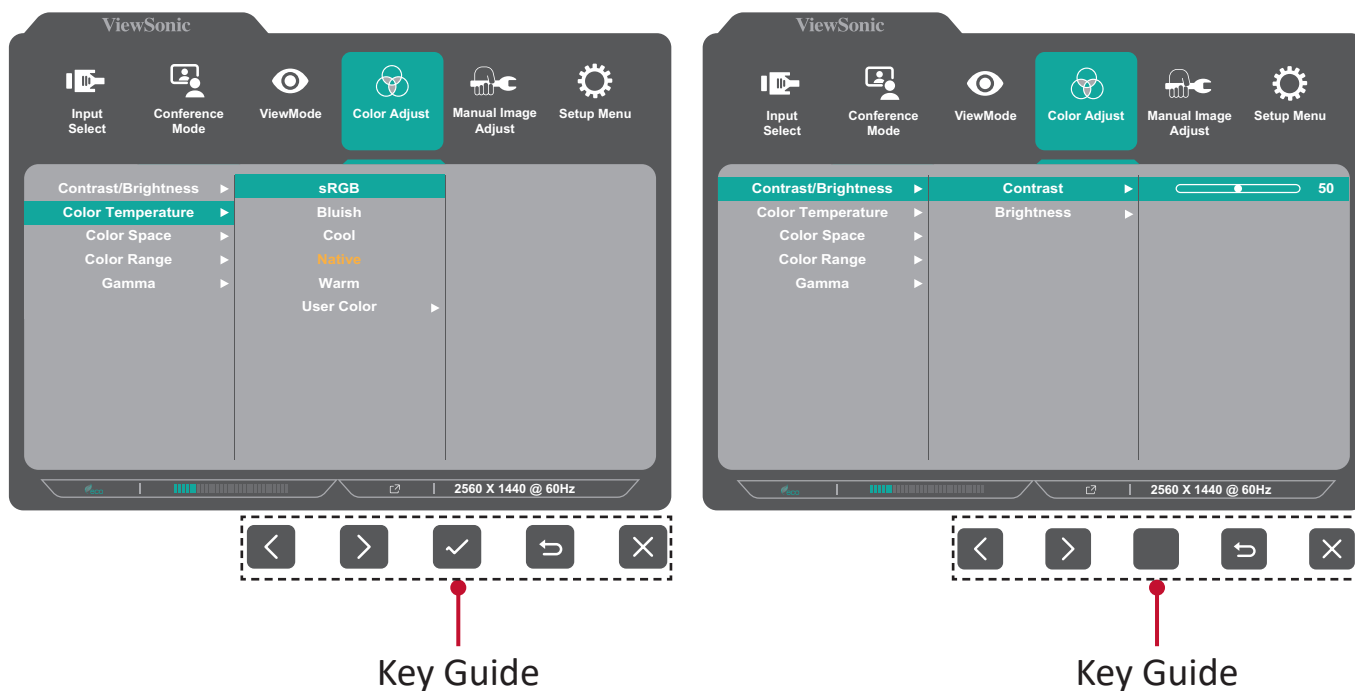 ViewSonic
Input
Select
Conference
Mode
ViewMode
Color Adjust
Manual Image
Adjust
Setup Menu
Contrast/Brightness
Color Temperature
Color Space
Color Range
Gamma
sRGB
Bluish
Cool
Native
Warm
User Color
eco
2560 X 1440 @ 60Hz
Key Guide
ViewSonic
Input
Select
Conference
Mode
ViewMode
Color Adjust
Manual Image
Adjust
Setup Menu
Contrast/Brightness
Color Temperature
Color Space
Color Range
Gamma
Contrast
Brightness
50
eco
2560 X 1440 @ 60Hz
Key Guide